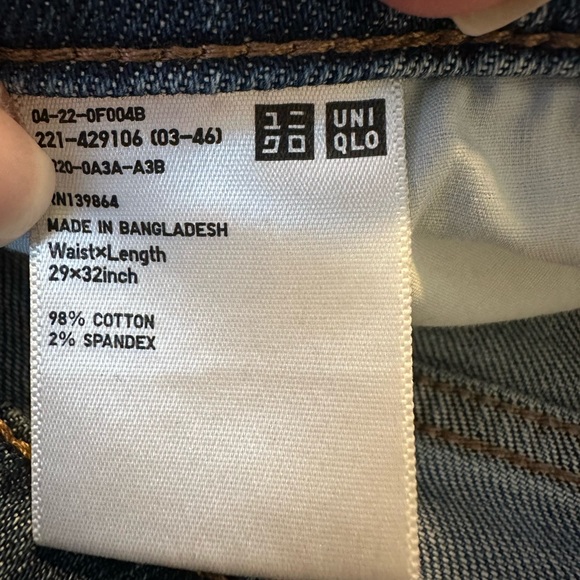 04-22-0F004B
221-429106 (03-46)
020-0A3A-A3B
RN139864
MADE IN BANGLADESH
Waist×Length
29×32inch
98% COTTON
2% SPANDEX
ユニ
クロ
UNI
QLO